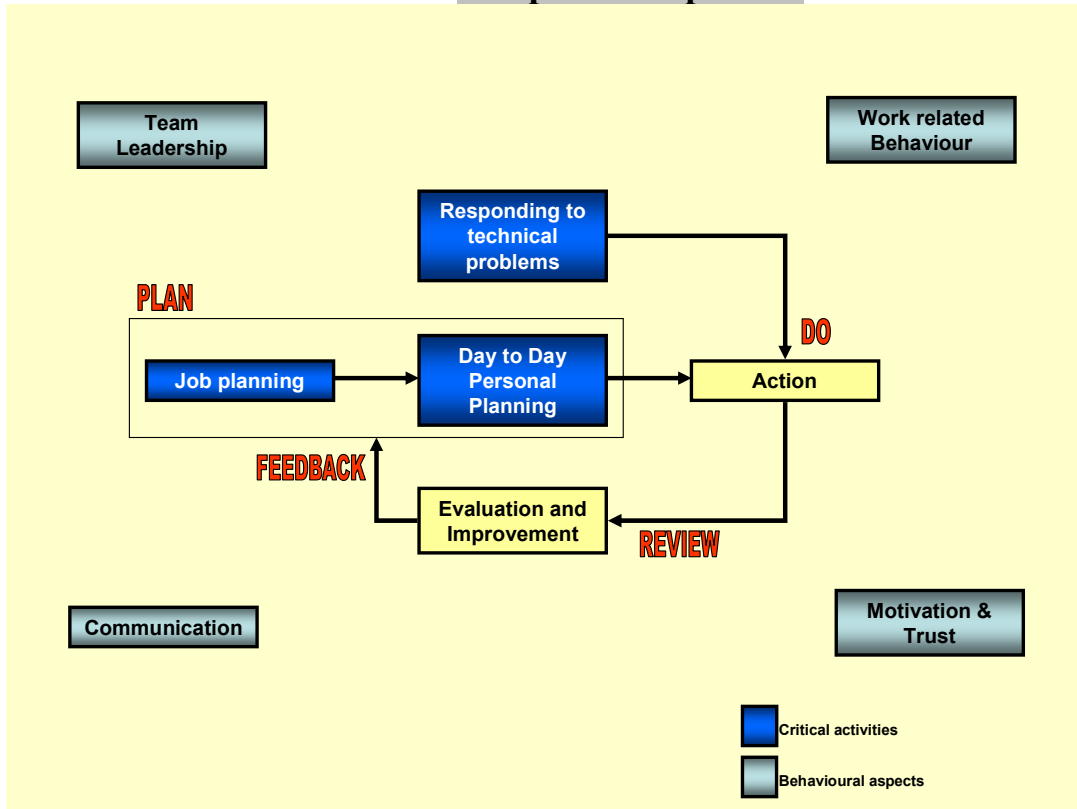 Team
Leadership
Work related
Behaviour
Responding to
technical
problems
PLAN
DO
Job planning
Day to Day
Personal
Planning
Action
FEEDBACK
Evaluation and
Improvement
REVIEW
Communication
Motivation &
Trust
Critical activities
Behavioural aspects